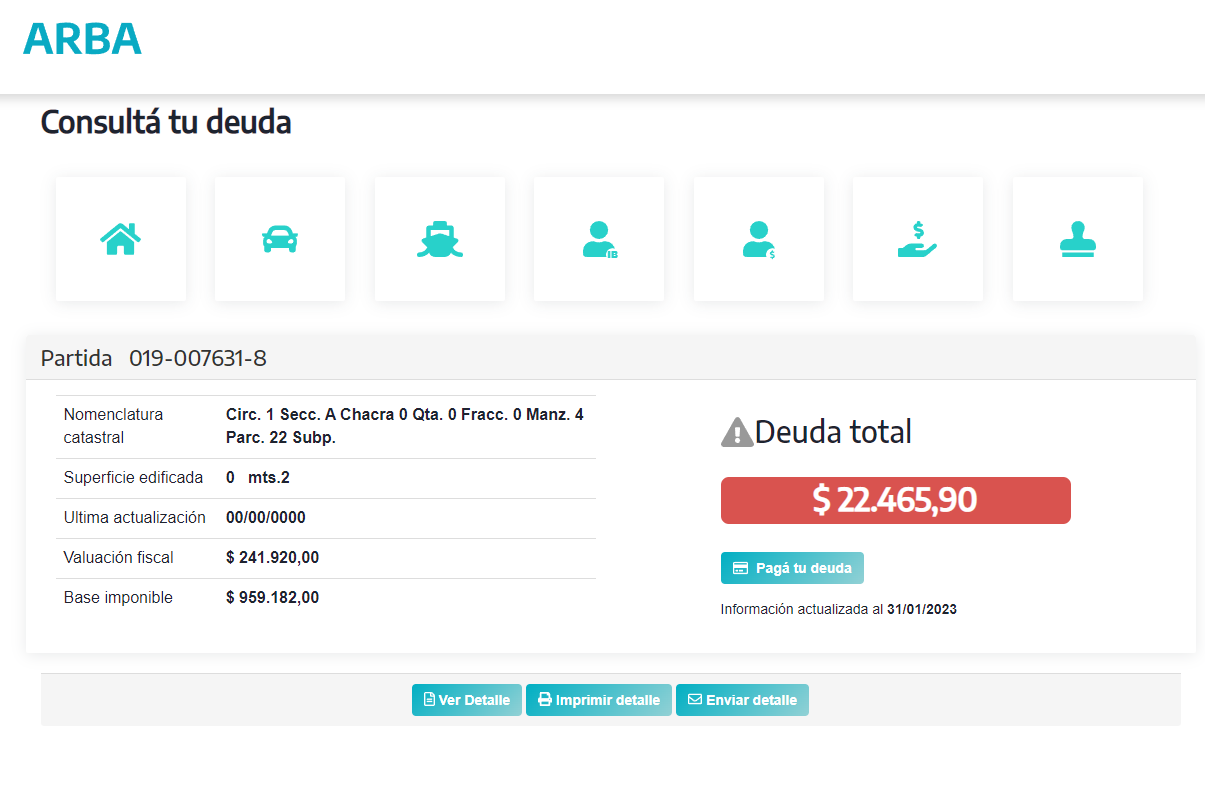 ARBA
Consultá tu deuda
Partida 019-007631-8
Nomenclatura catastral
Circ. 1 Secc. A Chacra 0 Qta. 0 Fracc. 0 Manz. 4
Parc. 22 Subp.
Superficie edificada 0 mts.2
Ultima actualización 00/00/0000
Valuación fiscal $ 241.920,00
Base imponible $ 959.182,00
Deuda total
$ 22.465,90
Pagá tu deuda
Información actualizada al 31/01/2023
Ver Detalle Imprimir detalle Enviar detalle